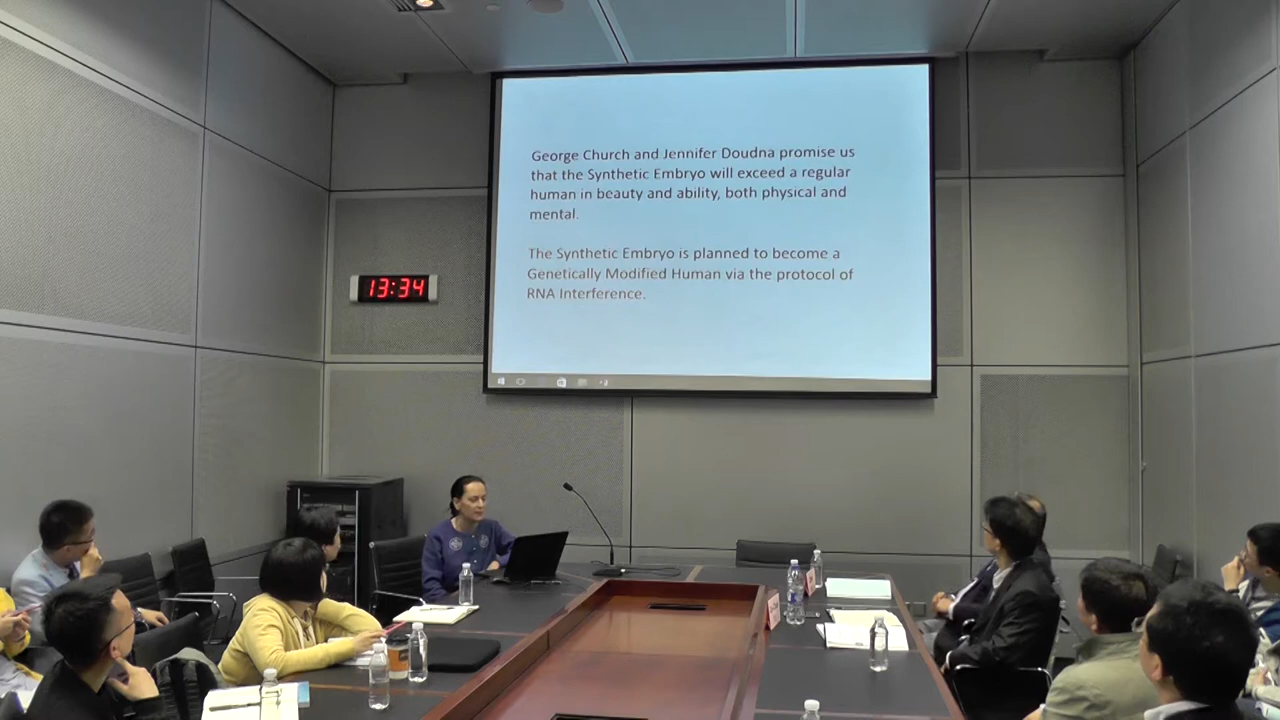 George Church and Jennifer Doudna promise us
that the Synthetic Embryo will exceed a regular
human in beauty and ability, both physical and
mental.
The Synthetic Embryo is planned to become a
Genetically Modified Human via the protocol of
RNA Interference.
13:34